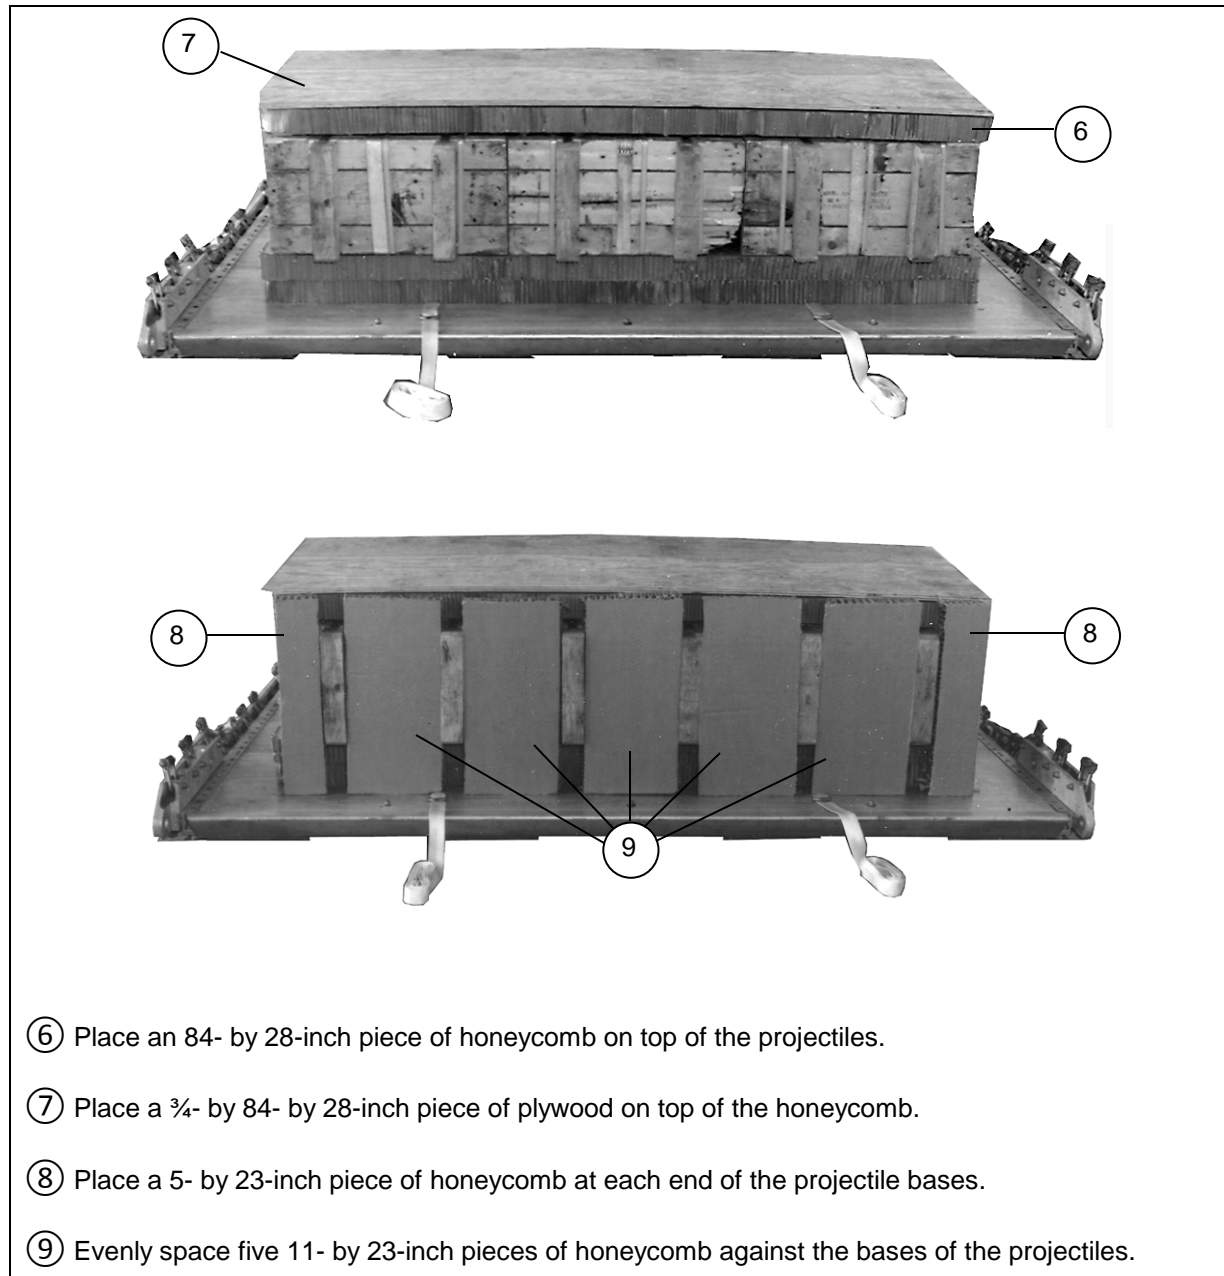 7
6
8
8
9
⑥ Place an 84- by 28-inch piece of honeycomb on top of the projectiles.
⑦ Place a ¾- by 84- by 28-inch piece of plywood on top of the honeycomb.
⑧ Place a 5- by 23-inch piece of honeycomb at each end of the projectile bases.
⑨ Evenly space five 11- by 23-inch pieces of honeycomb against the bases of the projectiles.